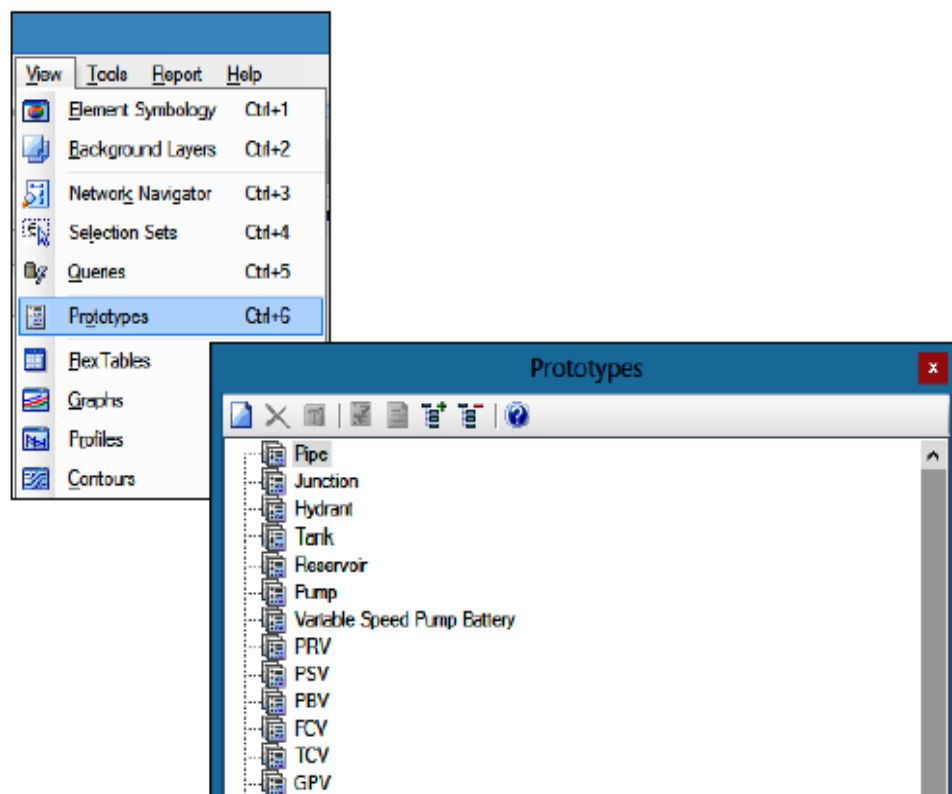 View Tools Report Help
Element Symbology Ctrl+1
Background Layers Ctrl+2
Network Navigator Ctrl+3
Selection Sets Ctrl+4
Queries Ctrl+5
Prototypes Ctrl+6
FlexTables
Graphs
Profiles
Contours
Prototypes
Pipe
Junction
Hydrant
Tank
Reservoir
Pump
Variable Speed Pump Battery
PRV
PSV
PBV
FCV
TCV
GPV